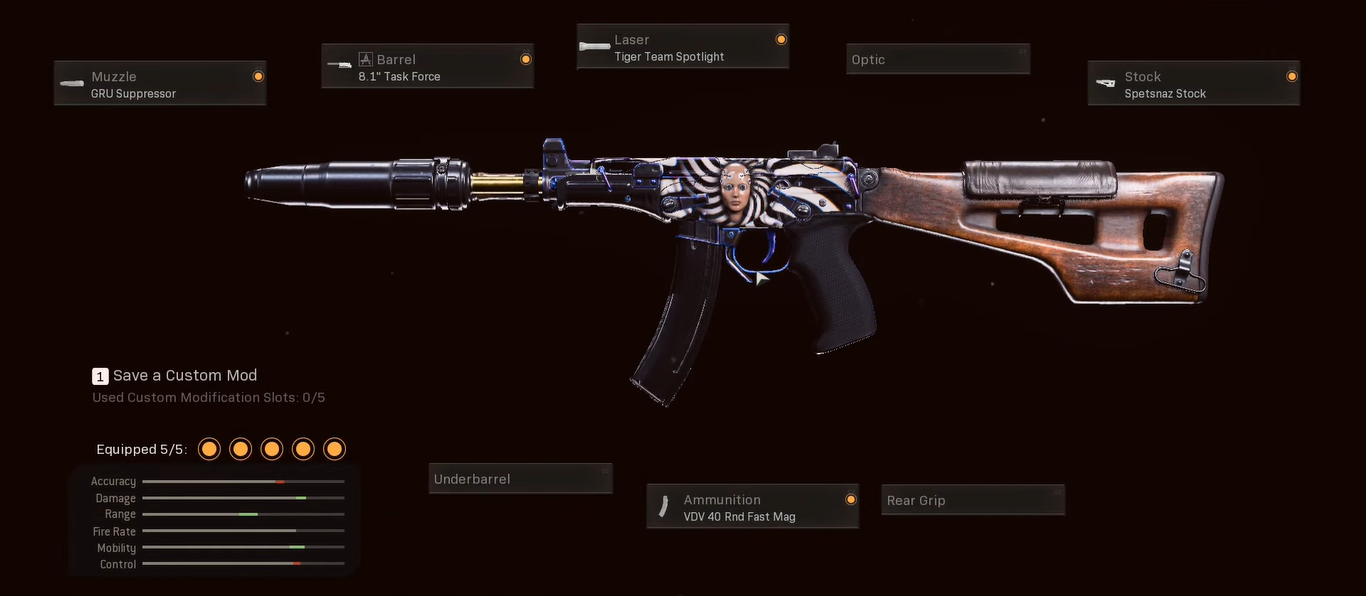 Muzzle
GRU Suppressor
A Barrel
8.1" Task Force
Laser
Tiger Team Spotlight
Optic
Stock
Spetsnaz Stock
1 Save a Custom Mod
Used Custom Modification Slots: 0/5
Equipped 5/5:
Accuracy
Damage
Range
Fire Rate
Mobility
Control
Underbarrel
Ammunition
VDV 40 Rnd Fast Mag
Rear Grip